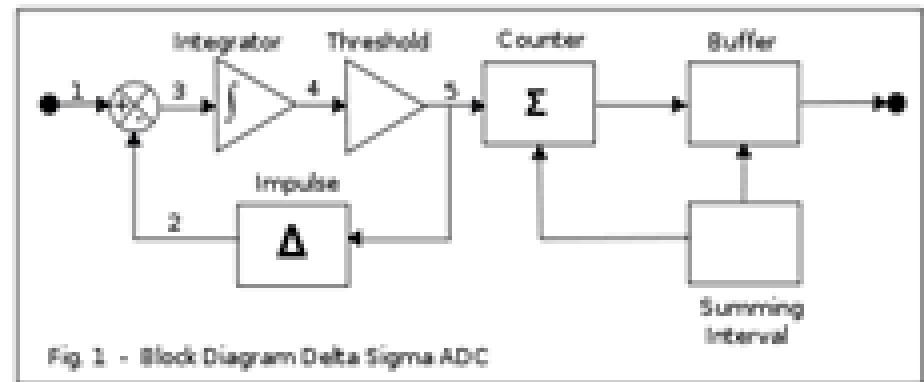 Integrator
Threshold
Counter
Buffer
1
+
3
∫
4
5
Σ
Impulse
2
Δ
Summing
Interval
Fig. 1 - Block Diagram Delta Sigma ADC